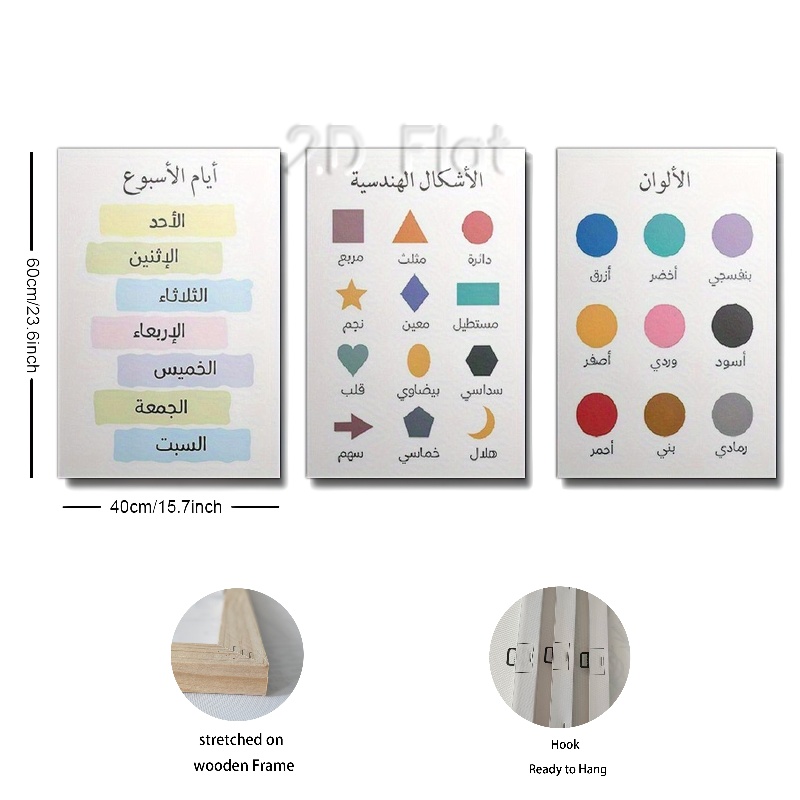 2D Flat
أيام الأسبوع
الأحد
الإثنين
الثلاثاء
الإربعاء
الخميس
الجمعة
السبت
الأشكال الهندسية
دائرة مثلث مربع
مستطيل معين نجم
سداسي بيضاوي قلب
هلال خماسي سهم
الألوان
بنفسجي أخضر أزرق
أسود وردي أصفر
رمادي بني أحمر
60cm/23.6inch
40cm/15.7inch
stretched on
wooden Frame
Hook
Ready to Hang